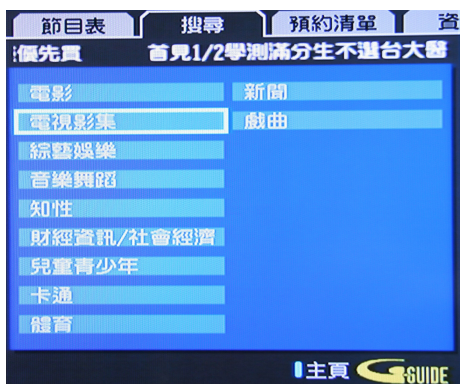 節目表 搜尋 預約清單 資
優先買 首見1/2學測滿分生不選台大醫
電影 新聞
電視影集 戲曲
綜藝娛樂
音樂舞蹈
知性
財經資訊/社會經濟
兒童青少年
卡通
體育
主頁 G-GUIDE